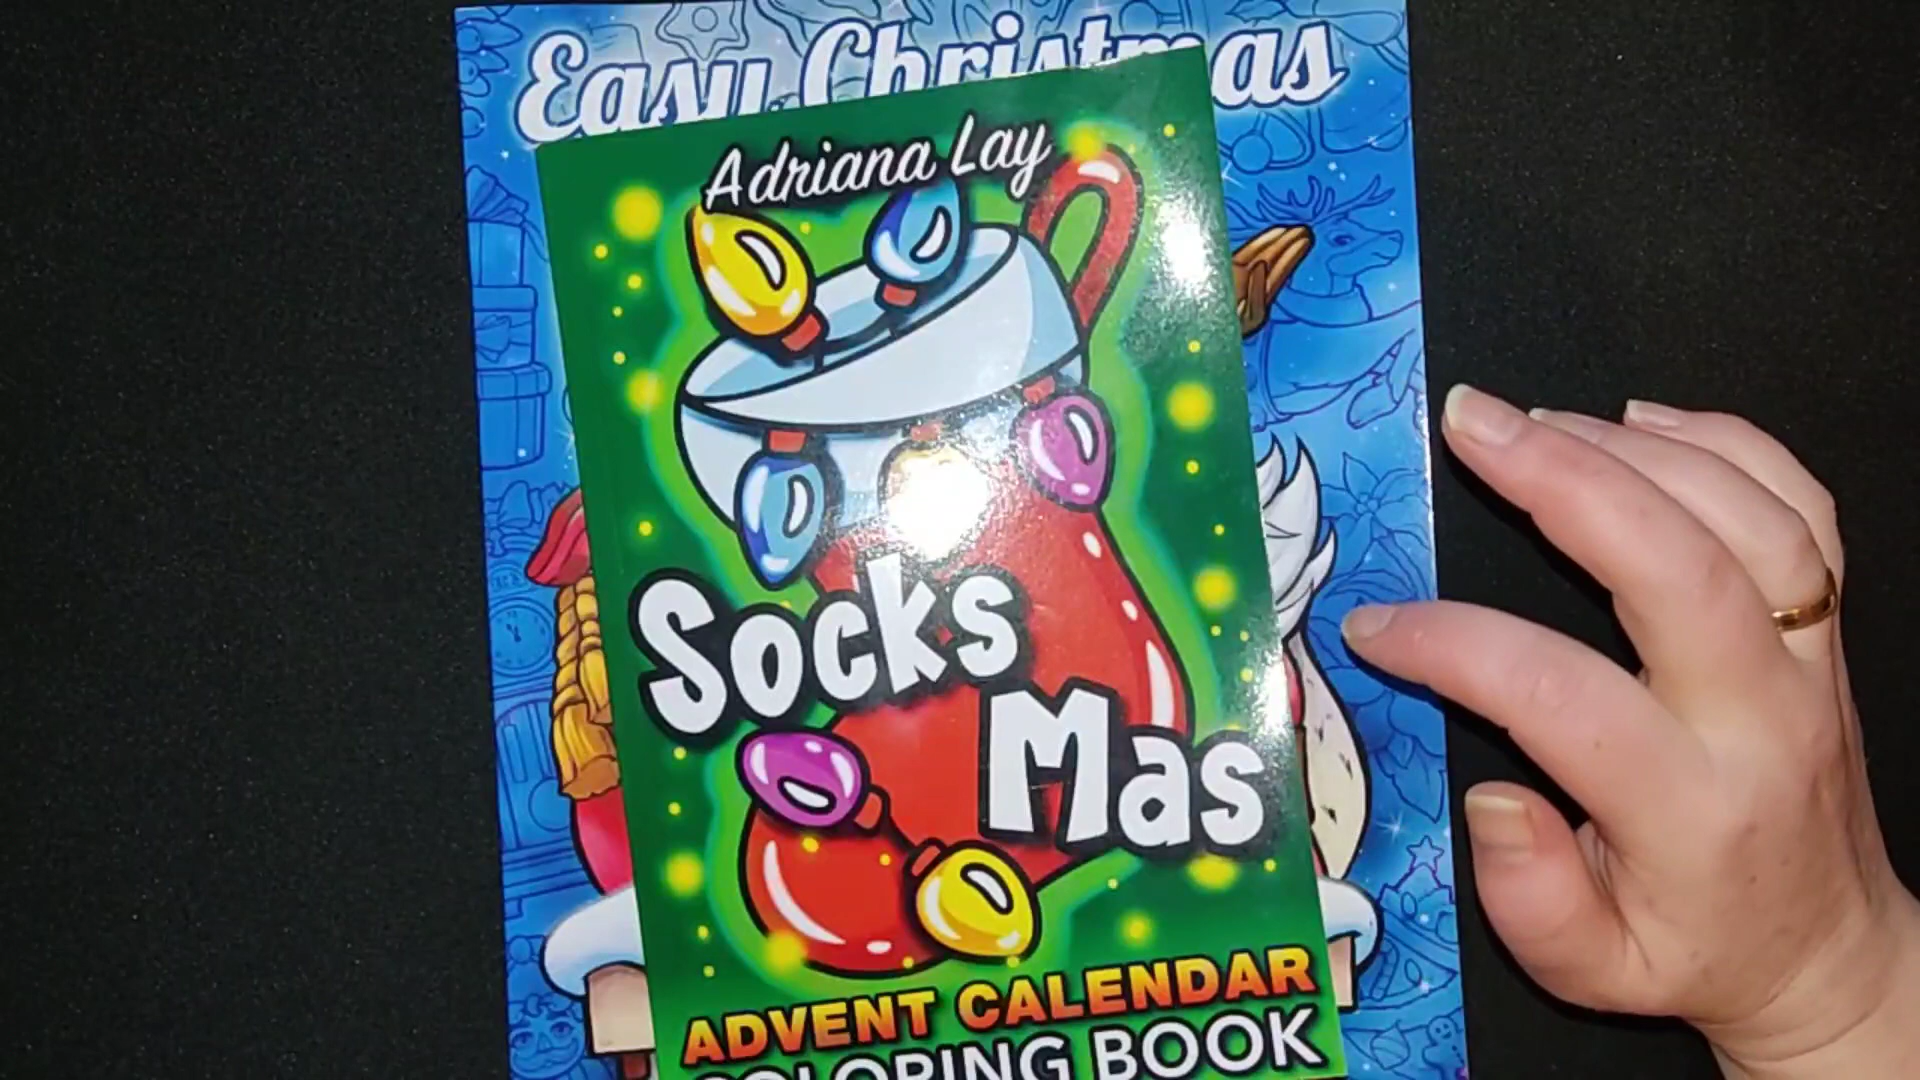 Easy Christmas
Adriana Lay
Socks
Mas
ADVENT CALENDAR
COLORING BOOK